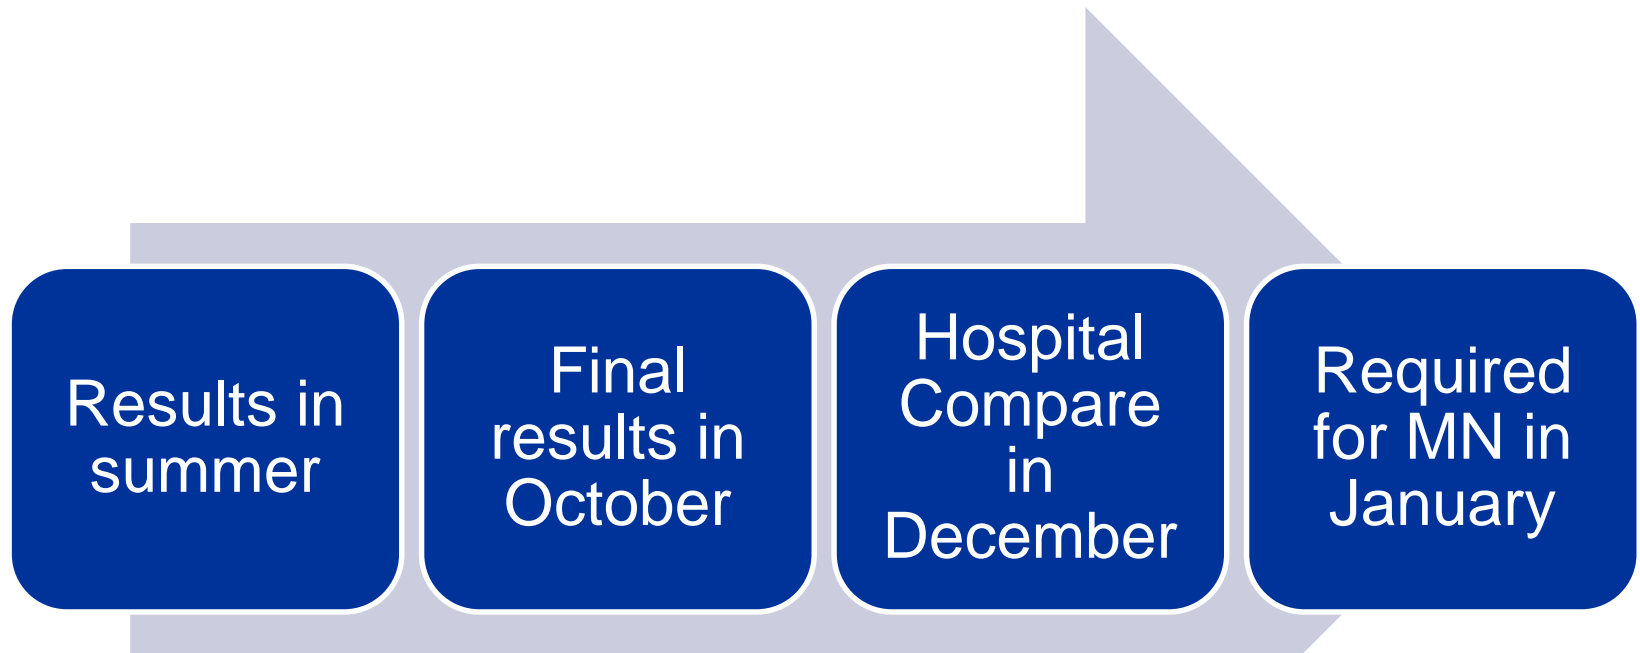 Results in
summer
Final
results in
October
Hospital
Compare
in
December
Required
for MN in
January